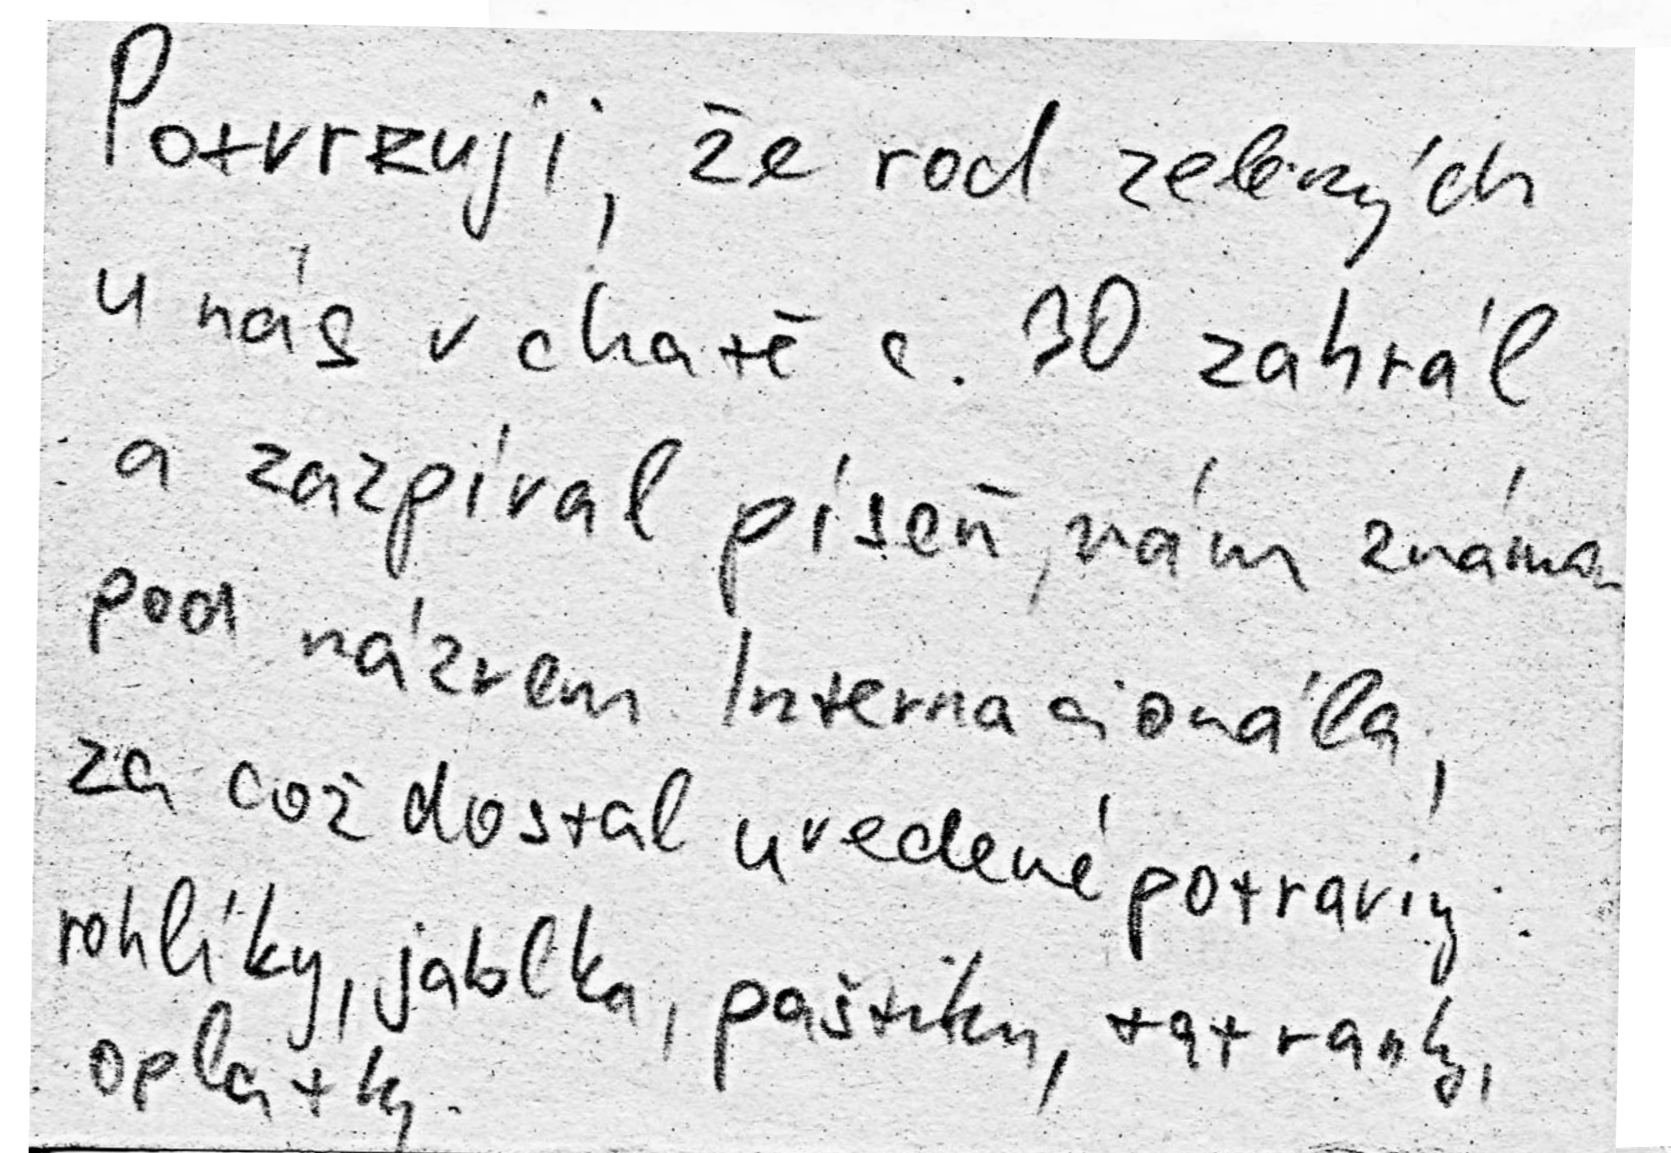 Potvrzuji, že rod zelených
u nás v chatě c. 30 zahrál
a zazpíval píseň, nám známou
pod názvem Internacionála,
za což dostal uvedené potraviny:
rohlíky, jablka, paštiku, tatranky,
oplatky.